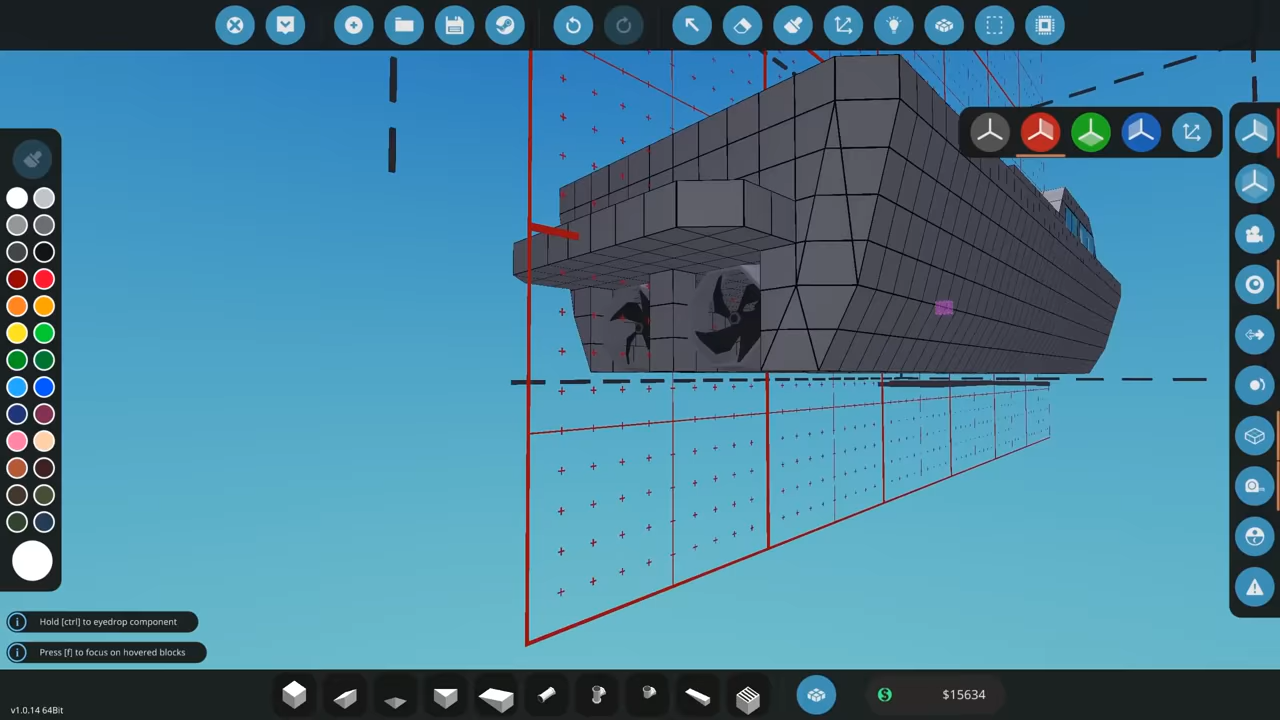 Hold [ctrl] to eyedrop component
Press [f] to focus on hovered blocks
v1.0.14 64Bit
$15634